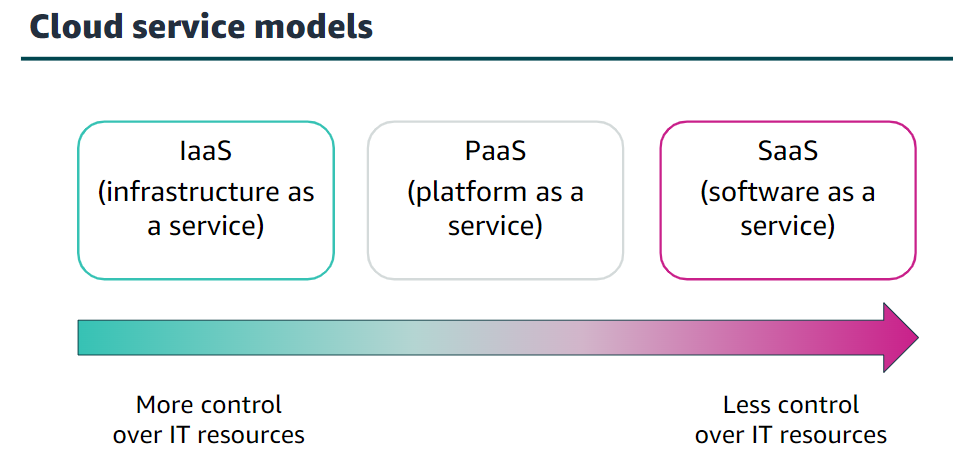 Cloud service models
IaaS
(infrastructure as
a service)
PaaS
(platform as a
service)
SaaS
(software as a
service)
More control
over IT resources
Less control
over IT resources